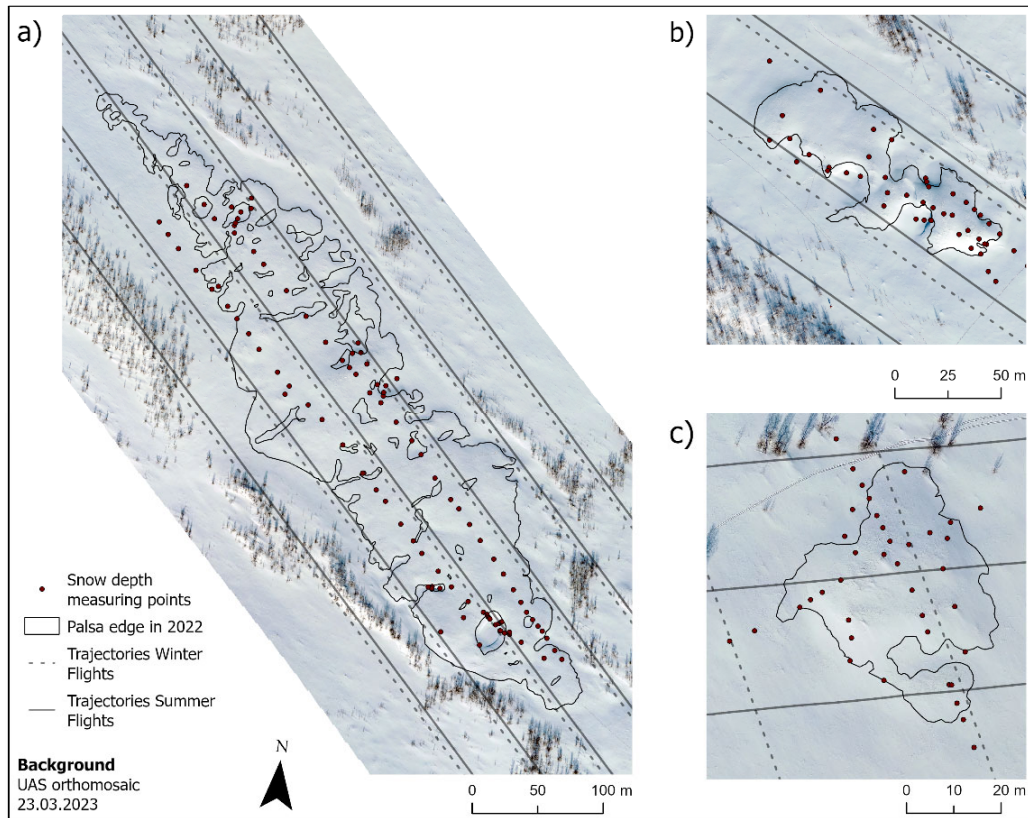 a)
Snow depth
measuring points
Palsa edge in 2022
Trajectories Winter
Flights
Trajectories Summer
Flights
Background
UAS orthomosaic
23.03.2023
N
0 50 100 m
b)
0 25 50 m
c)
0 10 20 m